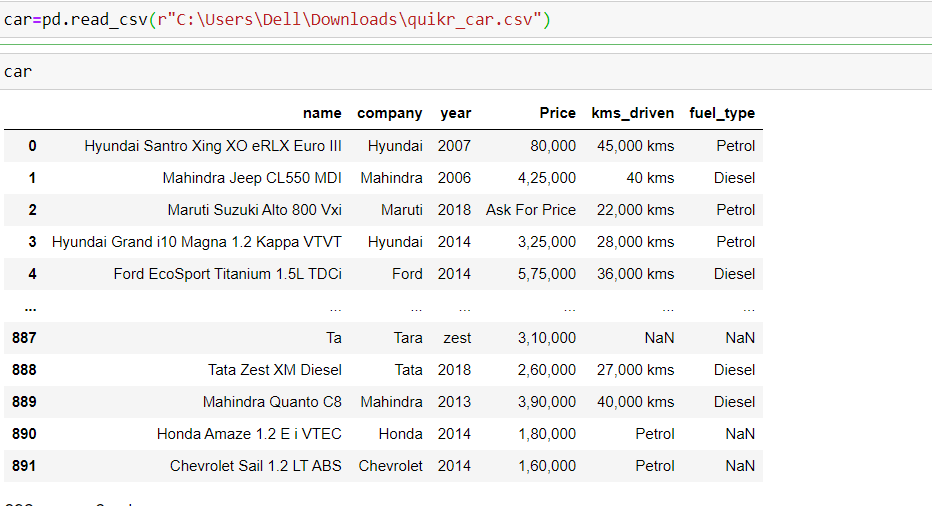 car=pd.read_csv(r"C:\Users\Dell\Downloads\quikr_car.csv")
car
name company year Price kms_driven fuel_type
0 Hyundai Santro Xing XO eRLX Euro III Hyundai 2007 80,000 45,000 kms Petrol
1 Mahindra Jeep CL550 MDI Mahindra 2006 4,25,000 40 kms Diesel
2 Maruti Suzuki Alto 800 Vxi Maruti 2018 Ask For Price 22,000 kms Petrol
3 Hyundai Grand i10 Magna 1.2 Kappa VTVT Hyundai 2014 3,25,000 28,000 kms Petrol
4 Ford EcoSport Titanium 1.5L TDCi Ford 2014 5,75,000 36,000 kms Diesel
... ... ... ... ... ... ...
887 Ta Tara zest 3,10,000 NaN NaN
888 Tata Zest XM Diesel Tata 2018 2,60,000 27,000 kms Diesel
889 Mahindra Quanto C8 Mahindra 2013 3,90,000 40,000 kms Diesel
890 Honda Amaze 1.2 E i VTEC Honda 2014 1,80,000 Petrol NaN
891 Chevrolet Sail 1.2 LT ABS Chevrolet 2014 1,60,000 Petrol NaN